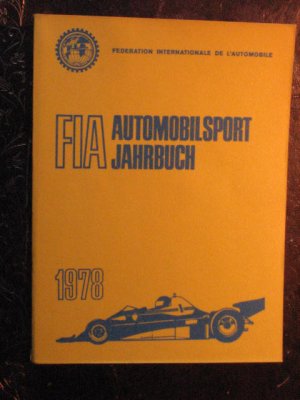 FEDERATION INTERNATIONALE DE L'AUTOMOBILE
FIA AUTOMOBILSPORT
JAHRBUCH
1978